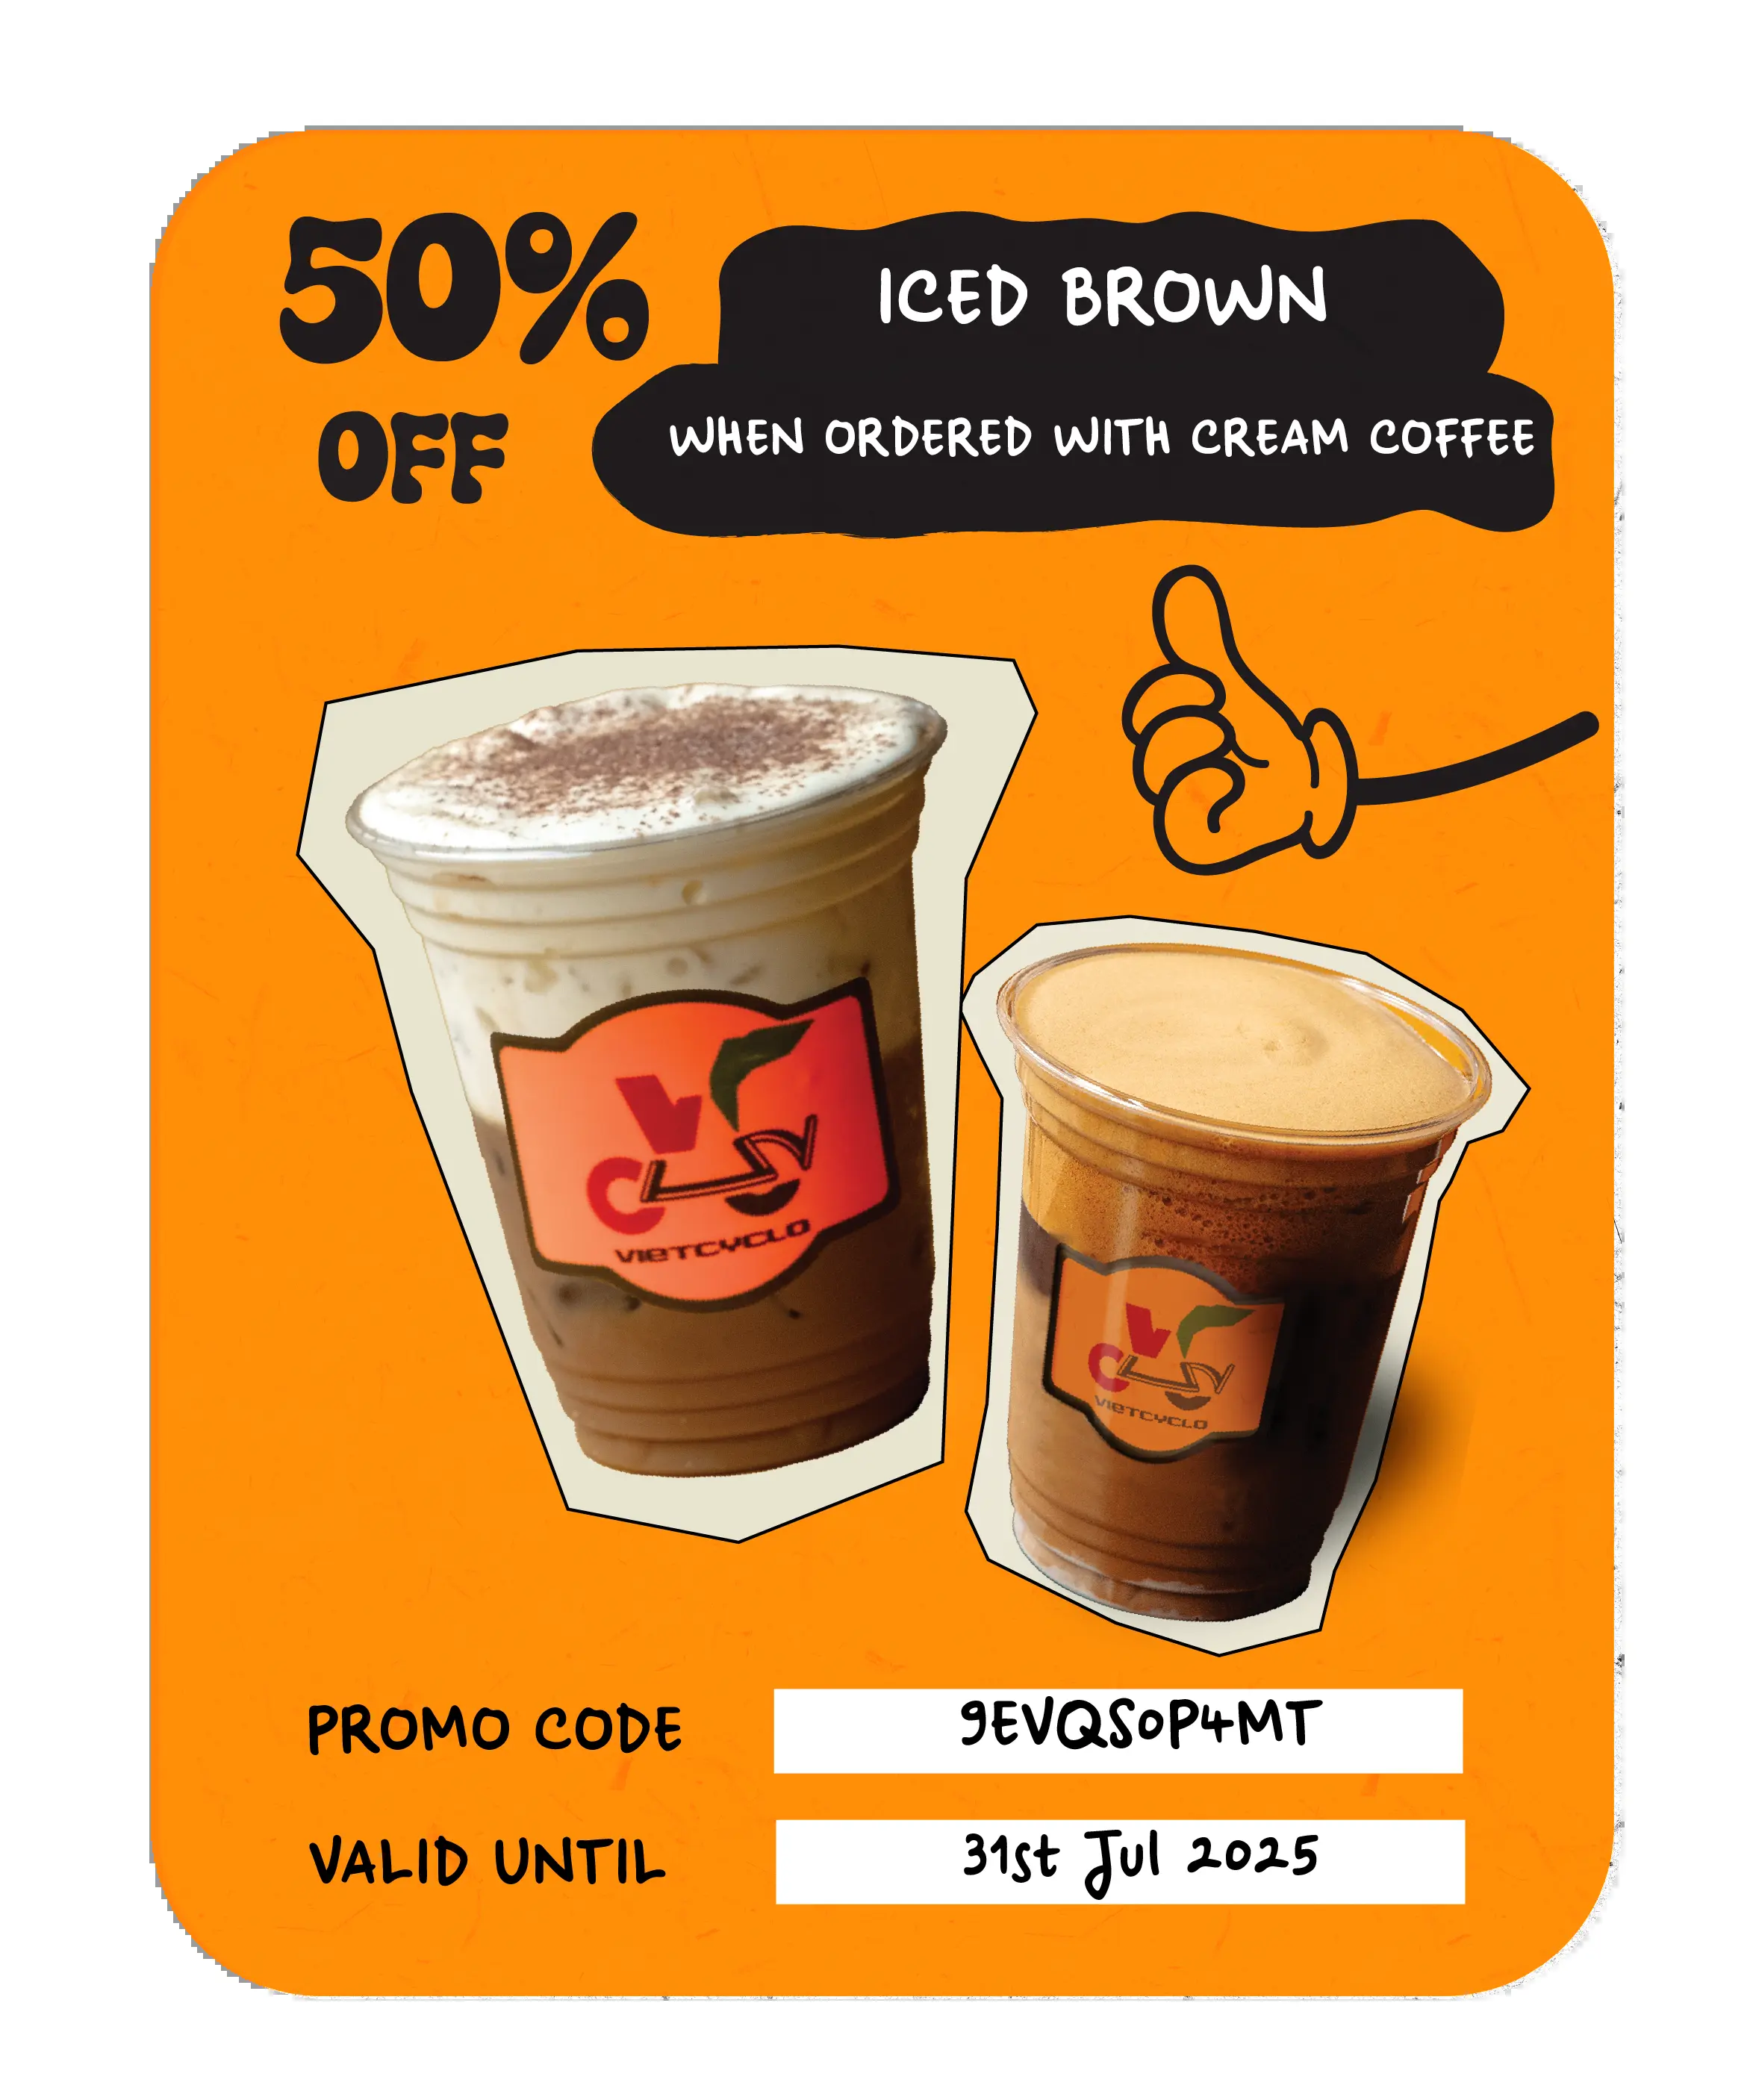 50%
OFF
ICED BROWN
WHEN ORDERED WITH CREAM COFFEE
VIETCYCLO
VIETCYCLO
PROMO CODE
9EVQS0P4MT
VALID UNTIL
31st Jul 2025